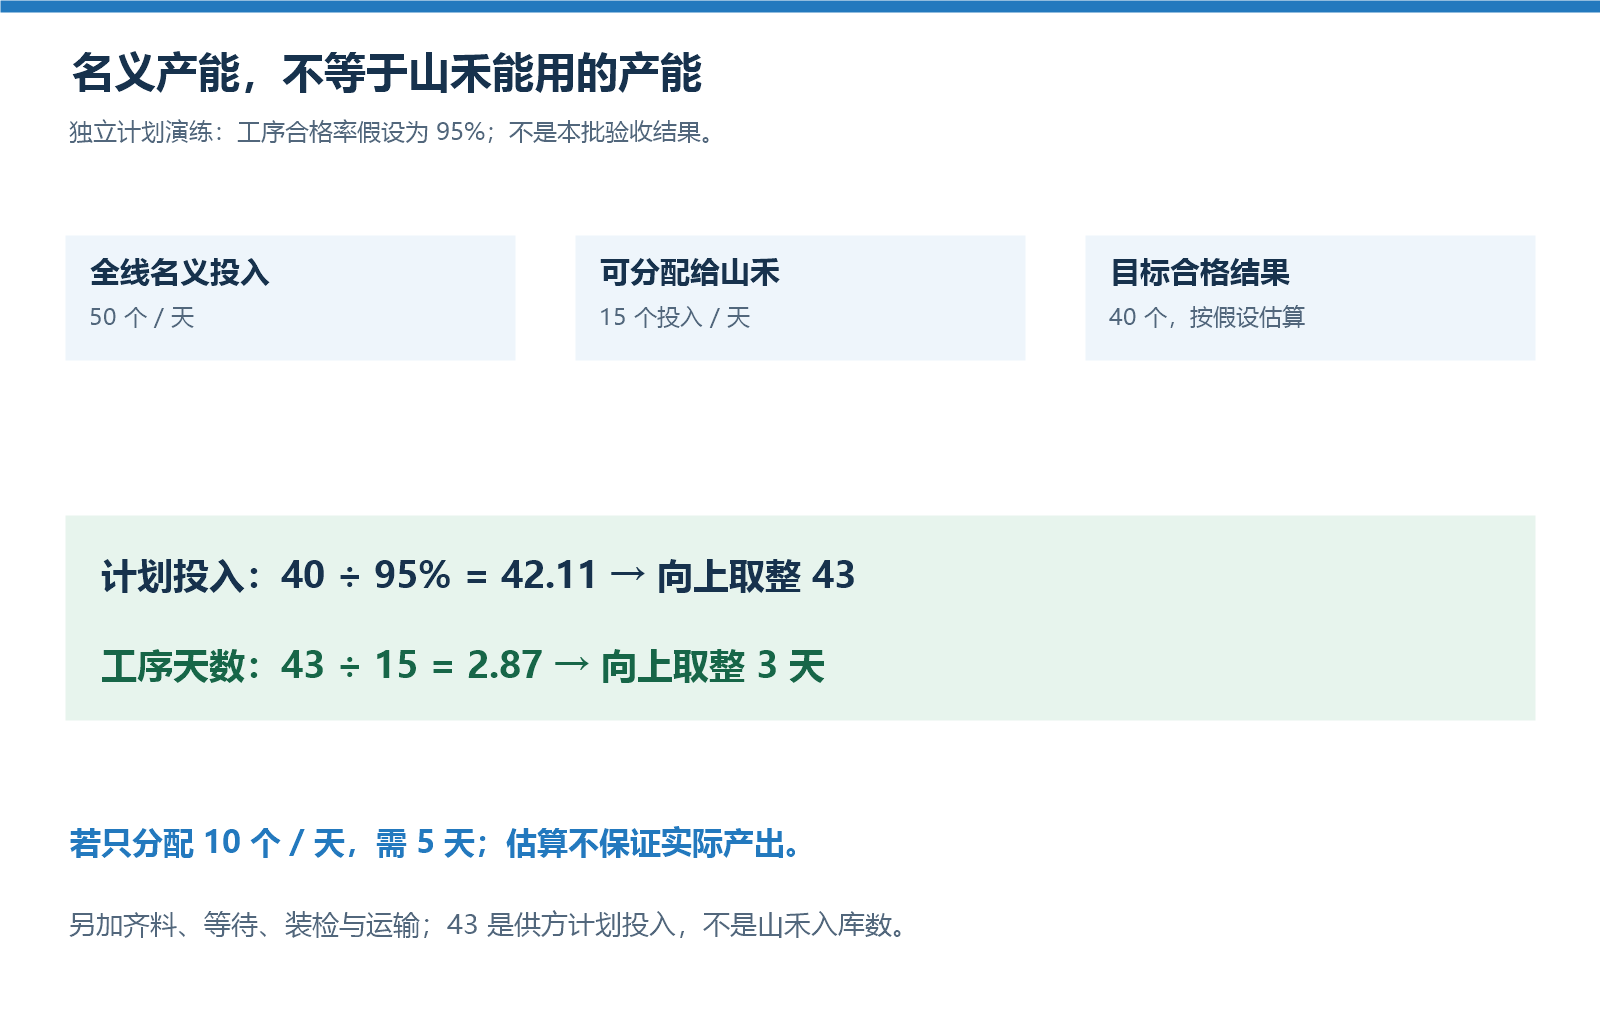 名义产能，不等于山禾能用的产能
独立计划演练：工序合格率假设为 95%；不是本批验收结果。
全线名义投入
50 个 / 天
可分配给山禾
15 个投入 / 天
目标合格结果
40 个，按假设估算
计划投入：40 ÷ 95% = 42.11 → 向上取整 43
工序天数：43 ÷ 15 = 2.87 → 向上取整 3 天
若只分配 10 个 / 天，需 5 天；估算不保证实际产出。
另加齐料、等待、装检与运输；43 是供方计划投入，不是山禾入库数。